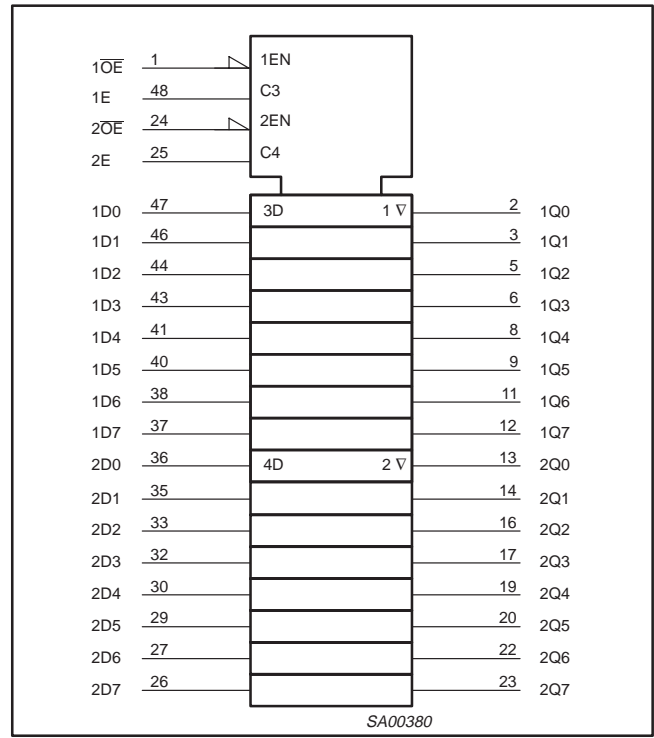 1O̅E̅ 1 1EN
1E 48 C3
2O̅E̅ 24 2EN
2E 25 C4
1D0 47 3D 1 ∇ 2 1Q0
1D1 46 3 1Q1
1D2 44 5 1Q2
1D3 43 6 1Q3
1D4 41 8 1Q4
1D5 40 9 1Q5
1D6 38 11 1Q6
1D7 37 12 1Q7
2D0 36 4D 2 ∇ 13 2Q0
2D1 35 14 2Q1
2D2 33 16 2Q2
2D3 32 17 2Q3
2D4 30 19 2Q4
2D5 29 20 2Q5
2D6 27 22 2Q6
2D7 26 23 2Q7
SA00380